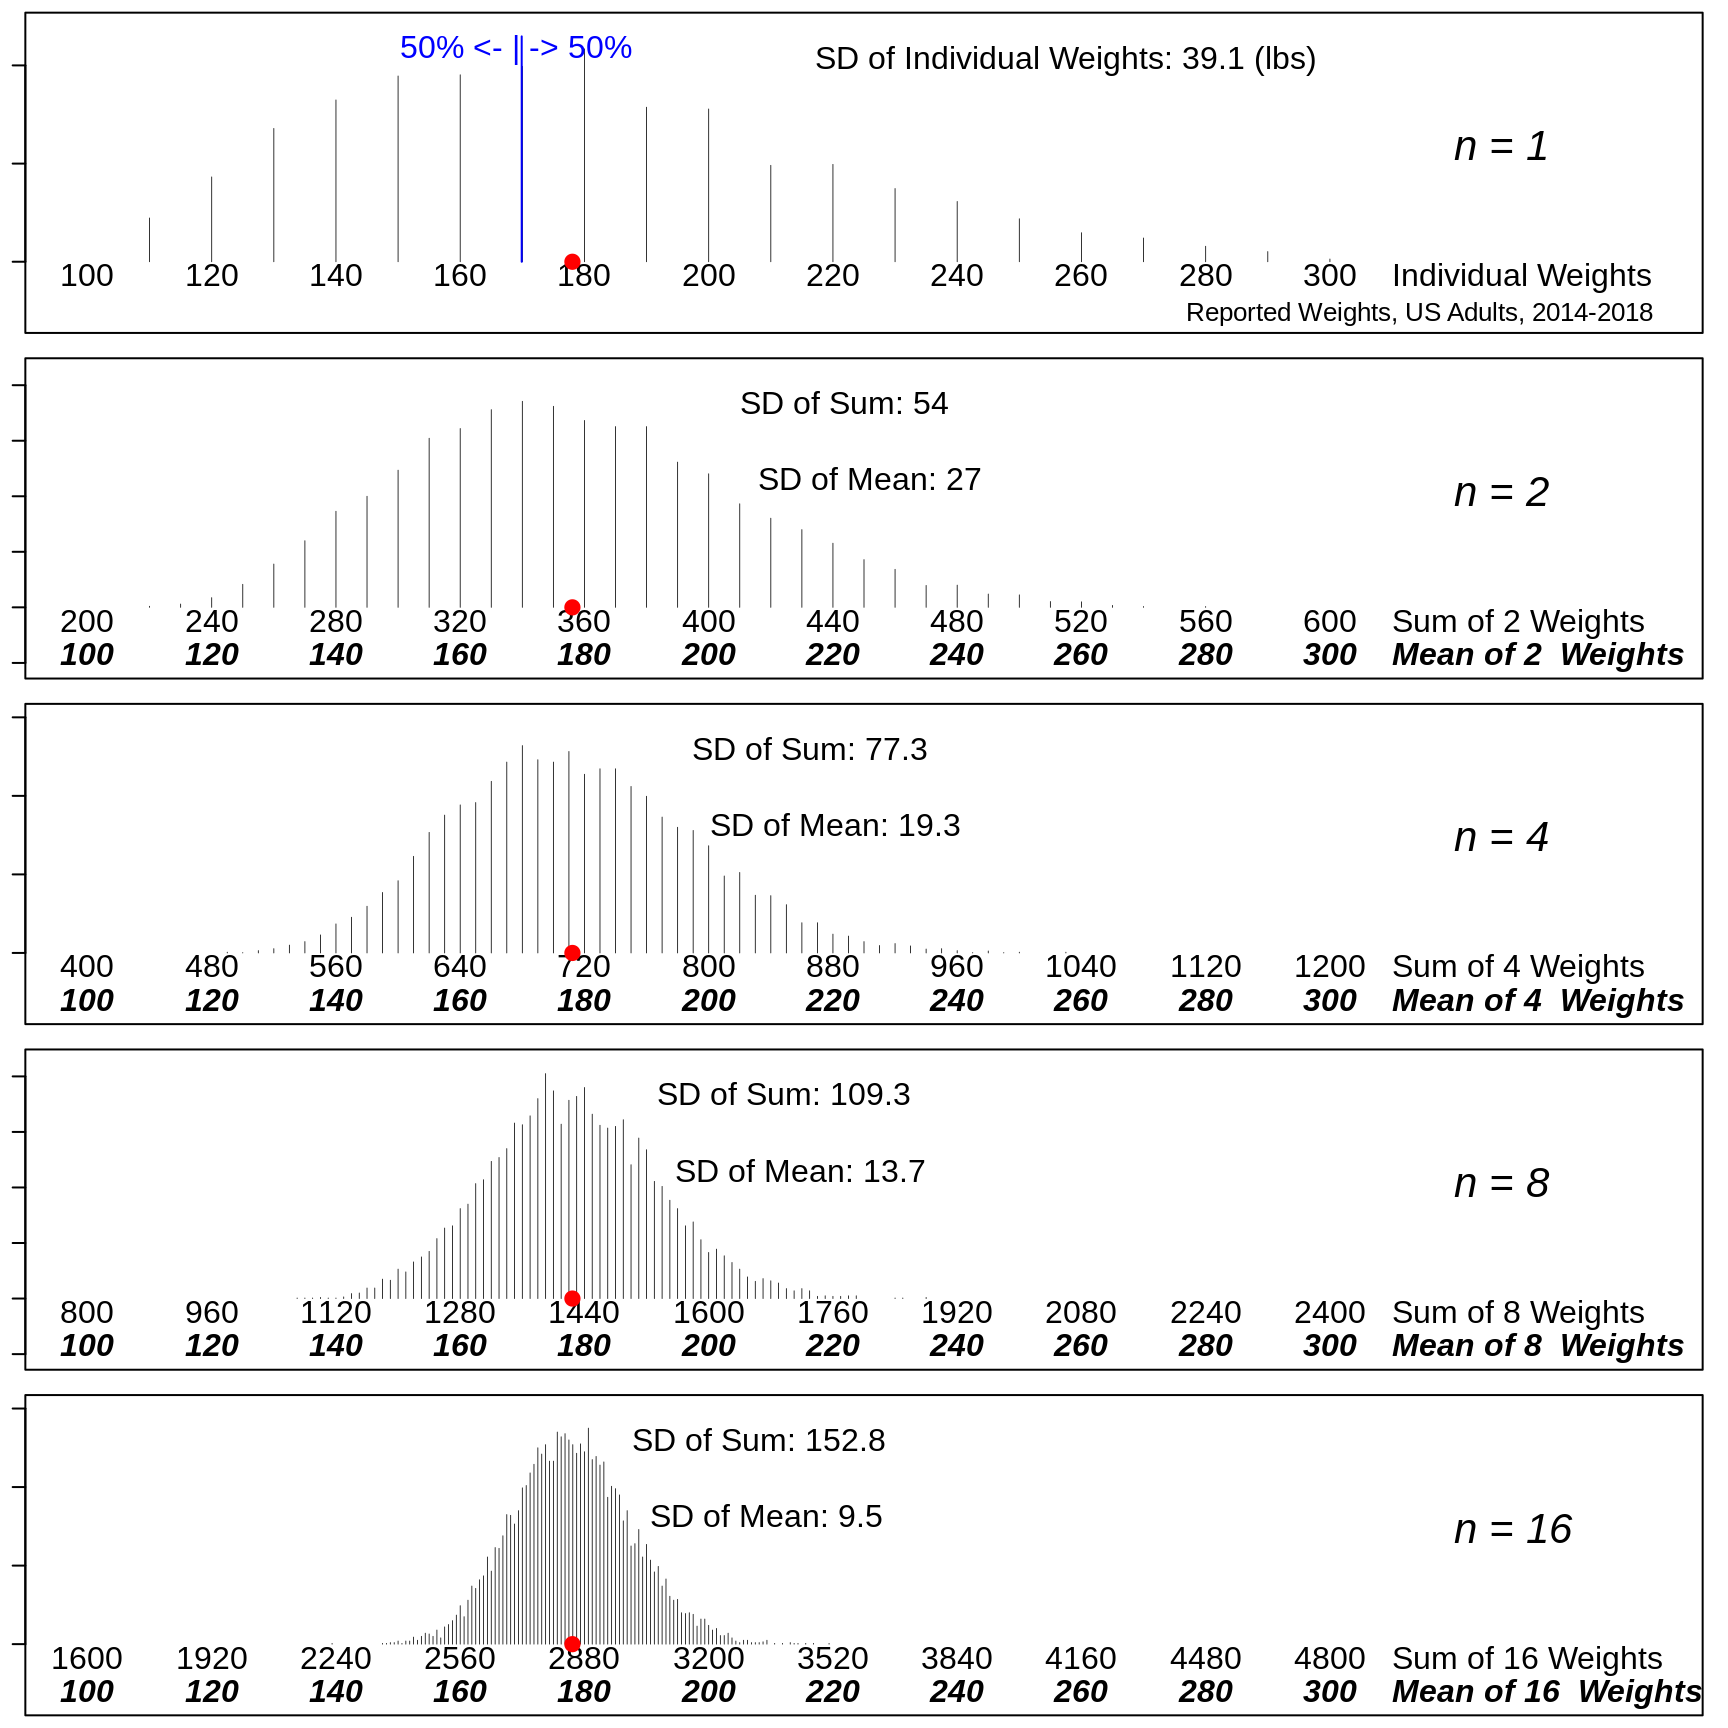 50% <- || -> 50%
SD of Individual Weights: 39.1 (lbs)
n = 1
100 120 140 160 180 200 220 240 260 280 300 Individual Weights
Reported Weights, US Adults, 2014-2018
SD of Sum: 54
SD of Mean: 27
n = 2
200 240 280 320 360 400 440 480 520 560 600 Sum of 2 Weights
100 120 140 160 180 200 220 240 260 280 300 Mean of 2 Weights
SD of Sum: 77.3
SD of Mean: 19.3
n = 4
400 480 560 640 720 800 880 960 1040 1120 1200 Sum of 4 Weights
100 120 140 160 180 200 220 240 260 280 300 Mean of 4 Weights
SD of Sum: 109.3
SD of Mean: 13.7
n = 8
800 960 1120 1280 1440 1600 1760 1920 2080 2240 2400 Sum of 8 Weights
100 120 140 160 180 200 220 240 260 280 300 Mean of 8 Weights
SD of Sum: 152.8
SD of Mean: 9.5
n = 16
1600 1920 2240 2560 2880 3200 3520 3840 4160 4480 4800 Sum of 16 Weights
100 120 140 160 180 200 220 240 260 280 300 Mean of 16 Weights